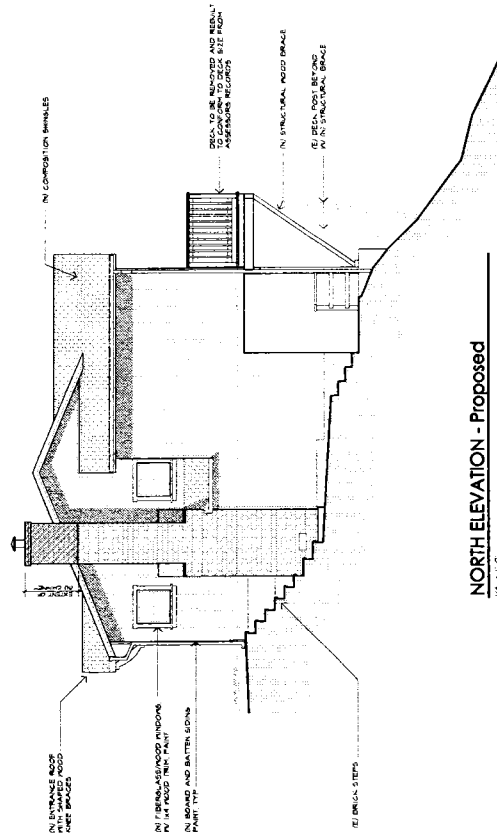 (N) COMPOSITION SHINGLES
DECK TO BE REMOVED AND REBUILT
TO CONFORM TO DECK SIZE FROM
ASSESSORS RECORDS
(N) STRUCTURAL WOOD BRACE
(E) DECK POST BEYOND
W/ (N) STRUCTURAL BRACE
(N) ENTRANCE ROOF
WITH SHAPED WOOD
KNEE BRACES
EXTENT OF
(N) FIBERGLASS/WOOD WINDOWS
W/ 1x4 WOOD TRIM, PAINT
(N) BOARD AND BATTEN SIDING
PAINT, TYP
(E) BRICK STEPS
NORTH ELEVATION - Proposed